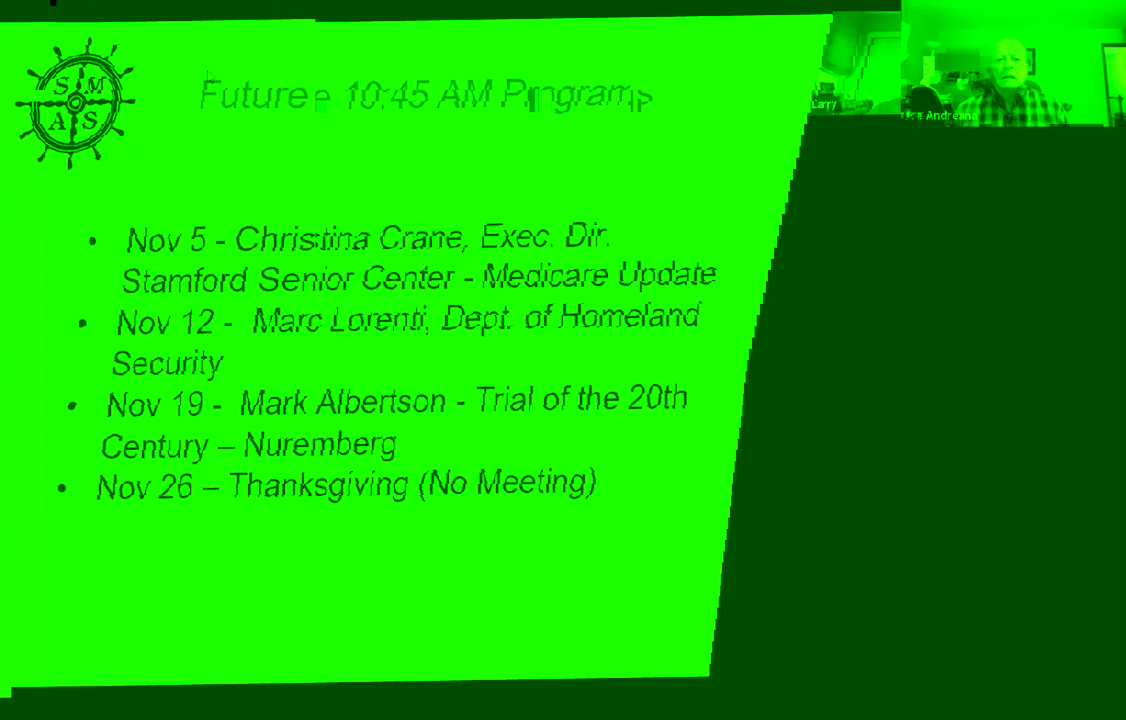 S M
A S
Future 10:45 AM Programs
Larry
Andreana
• Nov 5 - Christina Crane, Exec. Dir.
Stamford Senior Center - Medicare Update
• Nov 12 - Marc Lorenti, Dept. of Homeland
Security
• Nov 19 - Mark Albertson - Trial of the 20th
Century – Nuremberg
• Nov 26 – Thanksgiving (No Meeting)